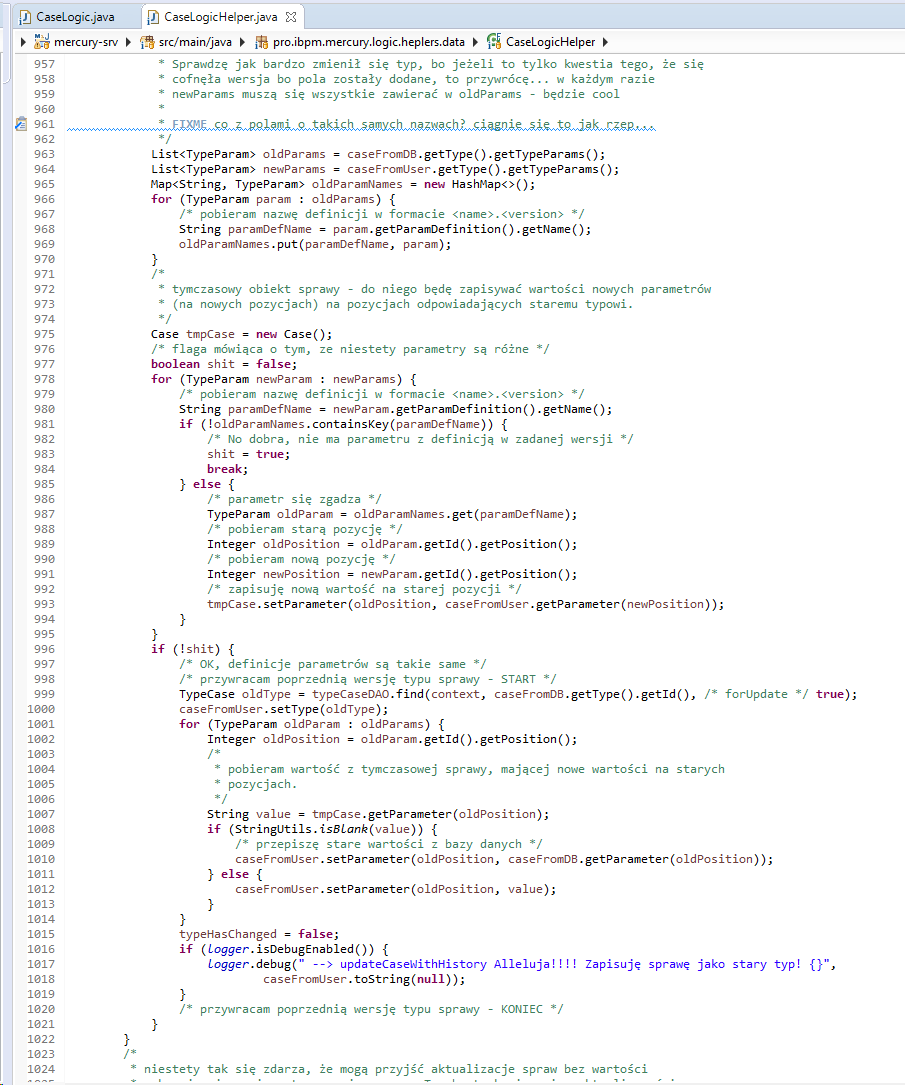 CaseLogic.java CaseLogicHelper.java
mercury-srv src/main/java pro.ibpm.mercury.logic.heplers.data CaseLogicHelper
957 * Sprawdzę jak bardzo zmienił się typ, bo jeżeli to tylko kwestia tego, że się
958 * cofnęła wersja bo pola zostały dodane, to przywrócę... w każdym razie
959 * newParams muszą się wszystkie zawierać w oldParams - będzie cool
960 *
961 * FIXME co z polami o takich samych nazwach? ciągnie się to jak rzep...
962 */
963 List<TypeParam> oldParams = caseFromDB.getType().getTypeParams();
964 List<TypeParam> newParams = caseFromUser.getType().getTypeParams();
965 Map<String, TypeParam> oldParamNames = new HashMap<>();
966 for (TypeParam param : oldParams) {
967 /* pobieram nazwę definicji w formacie <name>.<version> */
968 String paramDefName = param.getParamDefinition().getName();
969 oldParamNames.put(paramDefName, param);
970 }
971 /*
972 * tymczasowy obiekt sprawy - do niego będę zapisywać wartości nowych parametrów
973 * (na nowych pozycjach) na pozycjach odpowiadających staremu typowi.
974 */
975 Case tmpCase = new Case();
976 /* flaga mówiąca o tym, ze niestety parametry są różne */
977 boolean shit = false;
978 for (TypeParam newParam : newParams) {
979 /* pobieram nazwę definicji w formacie <name>.<version> */
980 String paramDefName = newParam.getParamDefinition().getName();
981 if (!oldParamNames.containsKey(paramDefName)) {
982 /* No dobra, nie ma parametru z definicją w zadanej wersji */
983 shit = true;
984 break;
985 } else {
986 /* parametr się zgadza */
987 TypeParam oldParam = oldParamNames.get(paramDefName);
988 /* pobieram starą pozycję */
989 Integer oldPosition = oldParam.getId().getPosition();
990 /* pobieram nową pozycję */
991 Integer newPosition = newParam.getId().getPosition();
992 /* zapisuję nową wartość na starej pozycji */
993 tmpCase.setParameter(oldPosition, caseFromUser.getParameter(newPosition));
994 }
995 }
996 if (!shit) {
997 /* OK, definicje parametrów są takie same */
998 /* przywracam poprzednią wersję typu sprawy - START */
999 TypeCase oldType = typeCaseDAO.find(context, caseFromDB.getType().getId(), /* forUpdate */ true);
1000 caseFromUser.setType(oldType);
1001 for (TypeParam oldParam : oldParams) {
1002 Integer oldPosition = oldParam.getId().getPosition();
1003 /*
1004 * pobieram wartość z tymczasowej sprawy, mającej nowe wartości na starych
1005 * pozycjach.
1006 */
1007 String value = tmpCase.getParameter(oldPosition);
1008 if (StringUtils.isBlank(value)) {
1009 /* przepiszę stare wartości z bazy danych */
1010 caseFromUser.setParameter(oldPosition, caseFromDB.getParameter(oldPosition));
1011 } else {
1012 caseFromUser.setParameter(oldPosition, value);
1013 }
1014 }
1015 typeHasChanged = false;
1016 if (logger.isDebugEnabled()) {
1017 logger.debug(" --> updateCaseWithHistory Alleluja!!!! Zapisuję sprawę jako stary typ! {}",
1018 caseFromUser.toString(null));
1019 }
1020 /* przywracam poprzednią wersję typu sprawy - KONIEC */
1021 }
1022 }
1023 /*
1024 * niestety tak się zdarza, że mogą przyjść aktualizacje spraw bez wartości